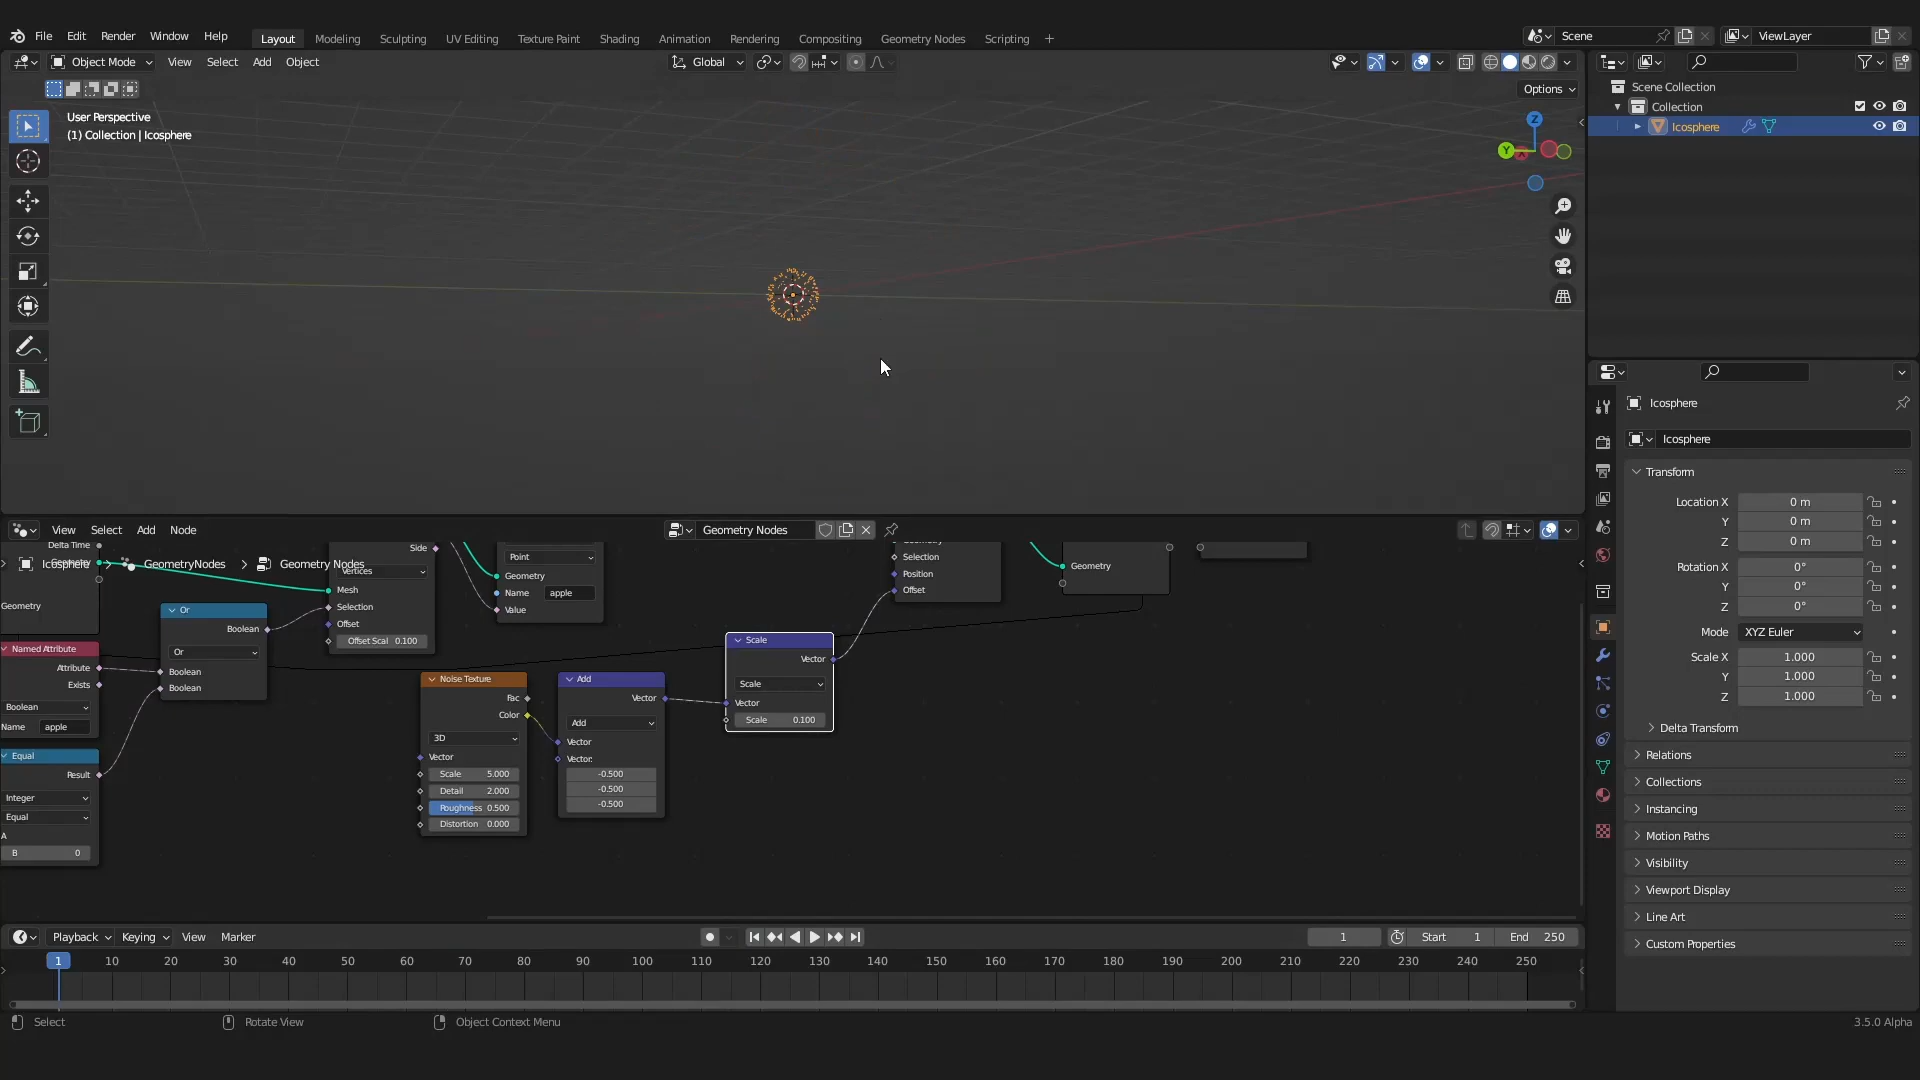 File Edit Render Window Help
Layout Modeling Sculpting UV Editing Texture Paint Shading Animation Rendering Compositing Geometry Nodes Scripting
Scene
ViewLayer
Object Mode View Select Add Object
Global
Options
User Perspective
(1) Collection | Icosphere
Z
Y
Scene Collection
Collection
Icosphere
View Select Add Node
Geometry Nodes
GeometryNodes
Geometry Nodes
Delta Time
Geometry
Side
Vertices
Mesh
Selection
Offset
Offset Scal 0.100
Point
Geometry
Name apple
Value
Or
Boolean
Or
Boolean
Boolean
Named Attribute
Attribute
Exists
Boolean
Name apple
Equal
Result
Integer
Equal
A
B 0
Noise Texture
Fac
Color
3D
Vector
Scale 5.000
Detail 2.000
Roughness 0.500
Distortion 0.000
Add
Vector
Add
Vector
Vector:
-0.500
-0.500
-0.500
Scale
Vector
Scale
Vector
Scale 0.100
Selection
Position
Offset
Geometry
Icosphere
Icosphere
Transform
Location X 0 m
Y 0 m
Z 0 m
Rotation X 0°
Y 0°
Z 0°
Mode XYZ Euler
Scale X 1.000
Y 1.000
Z 1.000
Delta Transform
Relations
Collections
Instancing
Motion Paths
Visibility
Viewport Display
Line Art
Custom Properties
Playback Keying View Marker
1 Start 1 End 250
1 10 20 30 40 50 60 70 80 90 100 110 120 130 140 150 160 170 180 190 200 210 220 230 240 250
Select Rotate View Object Context Menu
3.5.0 Alpha